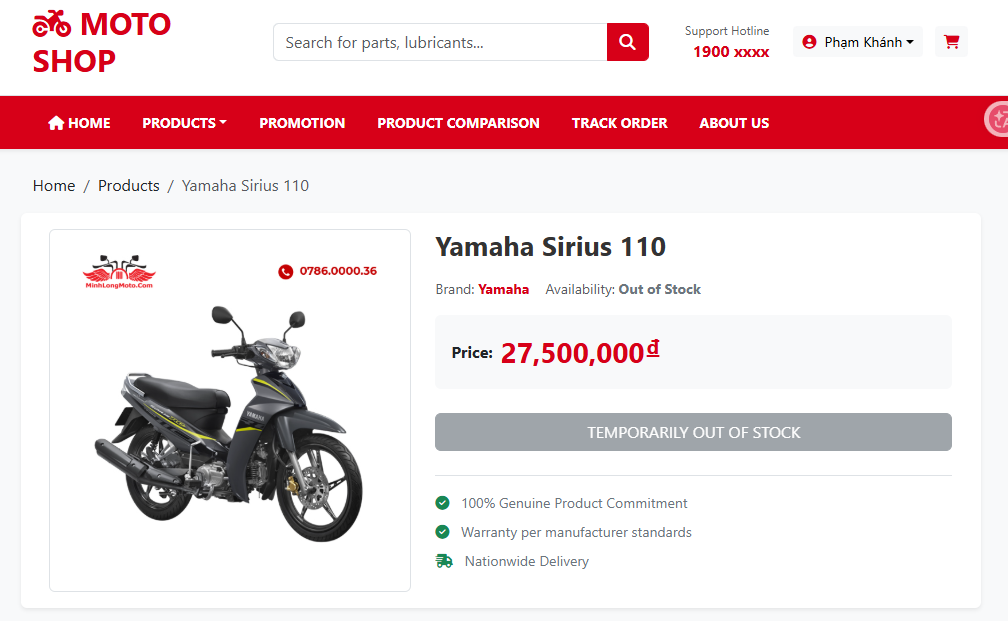 MOTO
SHOP
Search for parts, lubricants...
Support Hotline
1900 xxxx
Phạm Khánh
HOME
PRODUCTS
PROMOTION
PRODUCT COMPARISON
TRACK ORDER
ABOUT US
Home / Products / Yamaha Sirius 110
MinhLongMoto.Com
0786.0000.36
YAMAHA
Yamaha Sirius 110
Brand: Yamaha
Availability: Out of Stock
Price: 27,500,000₫
TEMPORARILY OUT OF STOCK
100% Genuine Product Commitment
Warranty per manufacturer standards
Nationwide Delivery